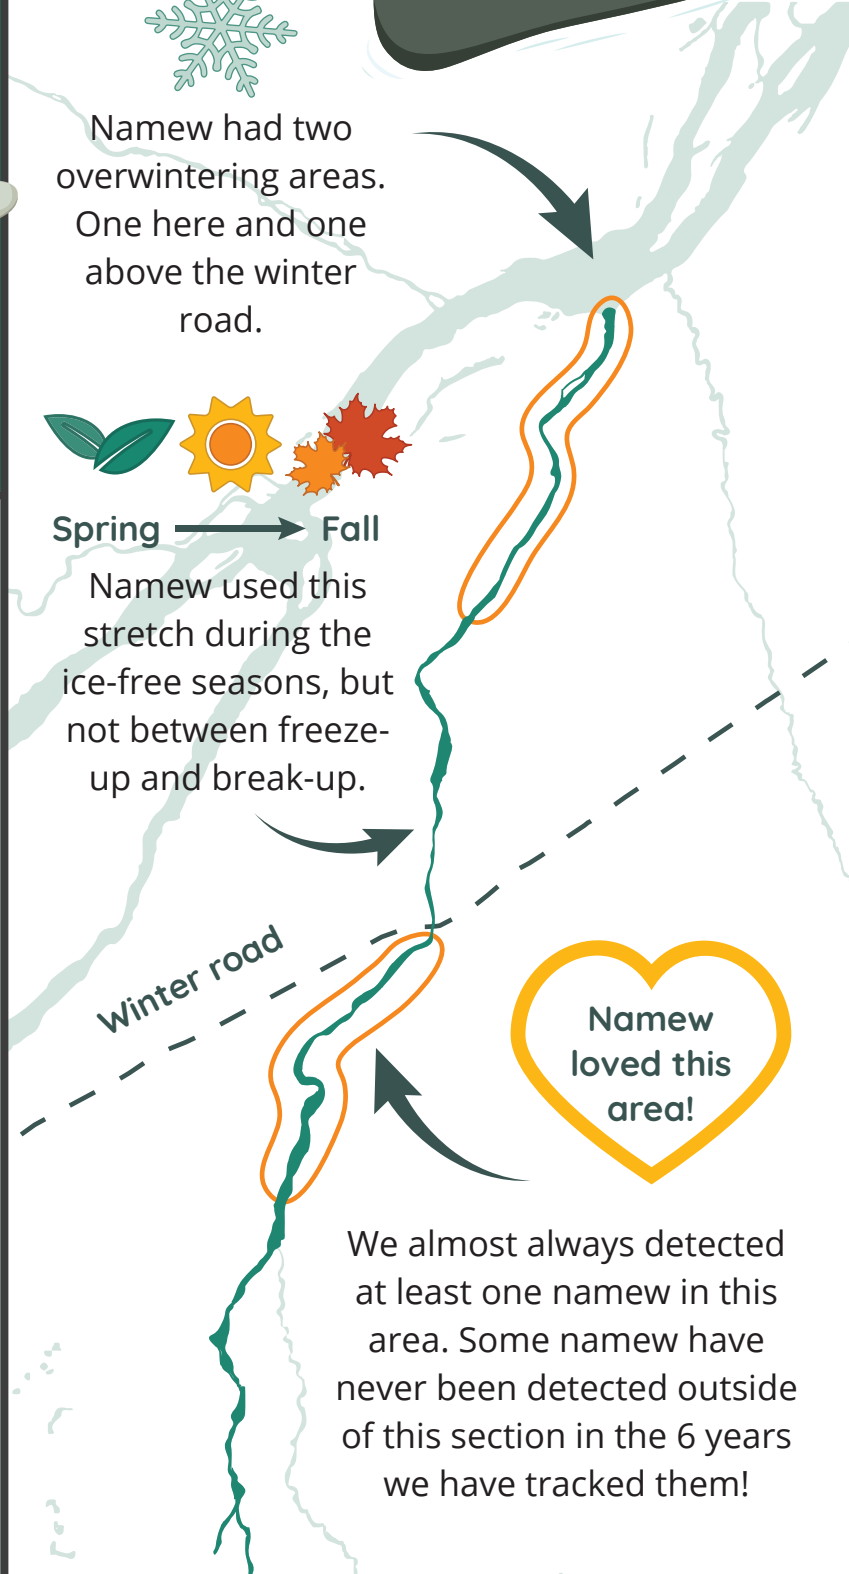 Namew had two
overwintering areas.
One here and one
above the winter
road.
Spring Fall
Namew used this
stretch during the
ice-free seasons, but
not between freeze-
up and break-up.
Winter road
Namew
loved this
area!
We almost always detected
at least one namew in this
area. Some namew have
never been detected outside
of this section in the 6 years
we have tracked them!